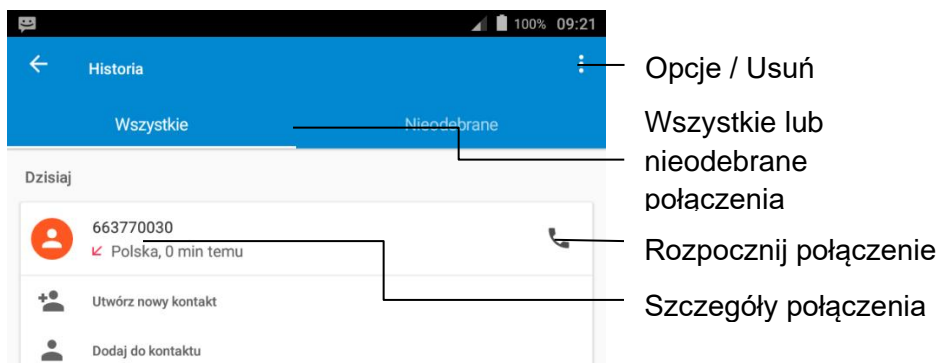 100% 09:21
Historia
Wszystkie
Nieodebrane
Dzisiaj
663770030
Polska, 0 min temu
Utwórz nowy kontakt
Dodaj do kontaktu
Opcje / Usuń
Wszystkie lub
nieodebrane
połączenia
Rozpocznij połączenie
Szczegóły połączenia